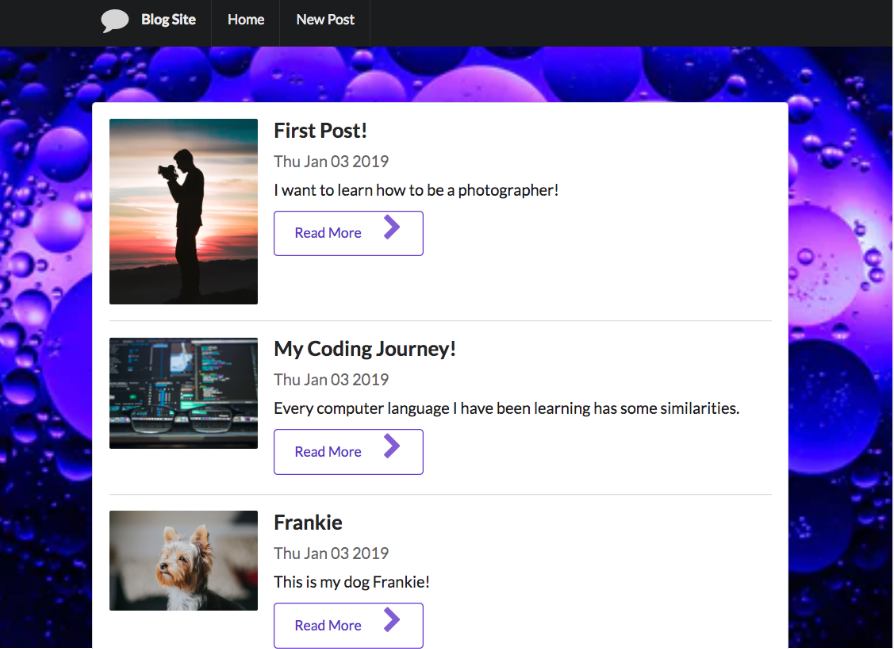 Blog Site Home New Post
First Post!
Thu Jan 03 2019
I want to learn how to be a photographer!
Read More
My Coding Journey!
Thu Jan 03 2019
Every computer language I have been learning has some similarities.
Read More
Frankie
Thu Jan 03 2019
This is my dog Frankie!
Read More